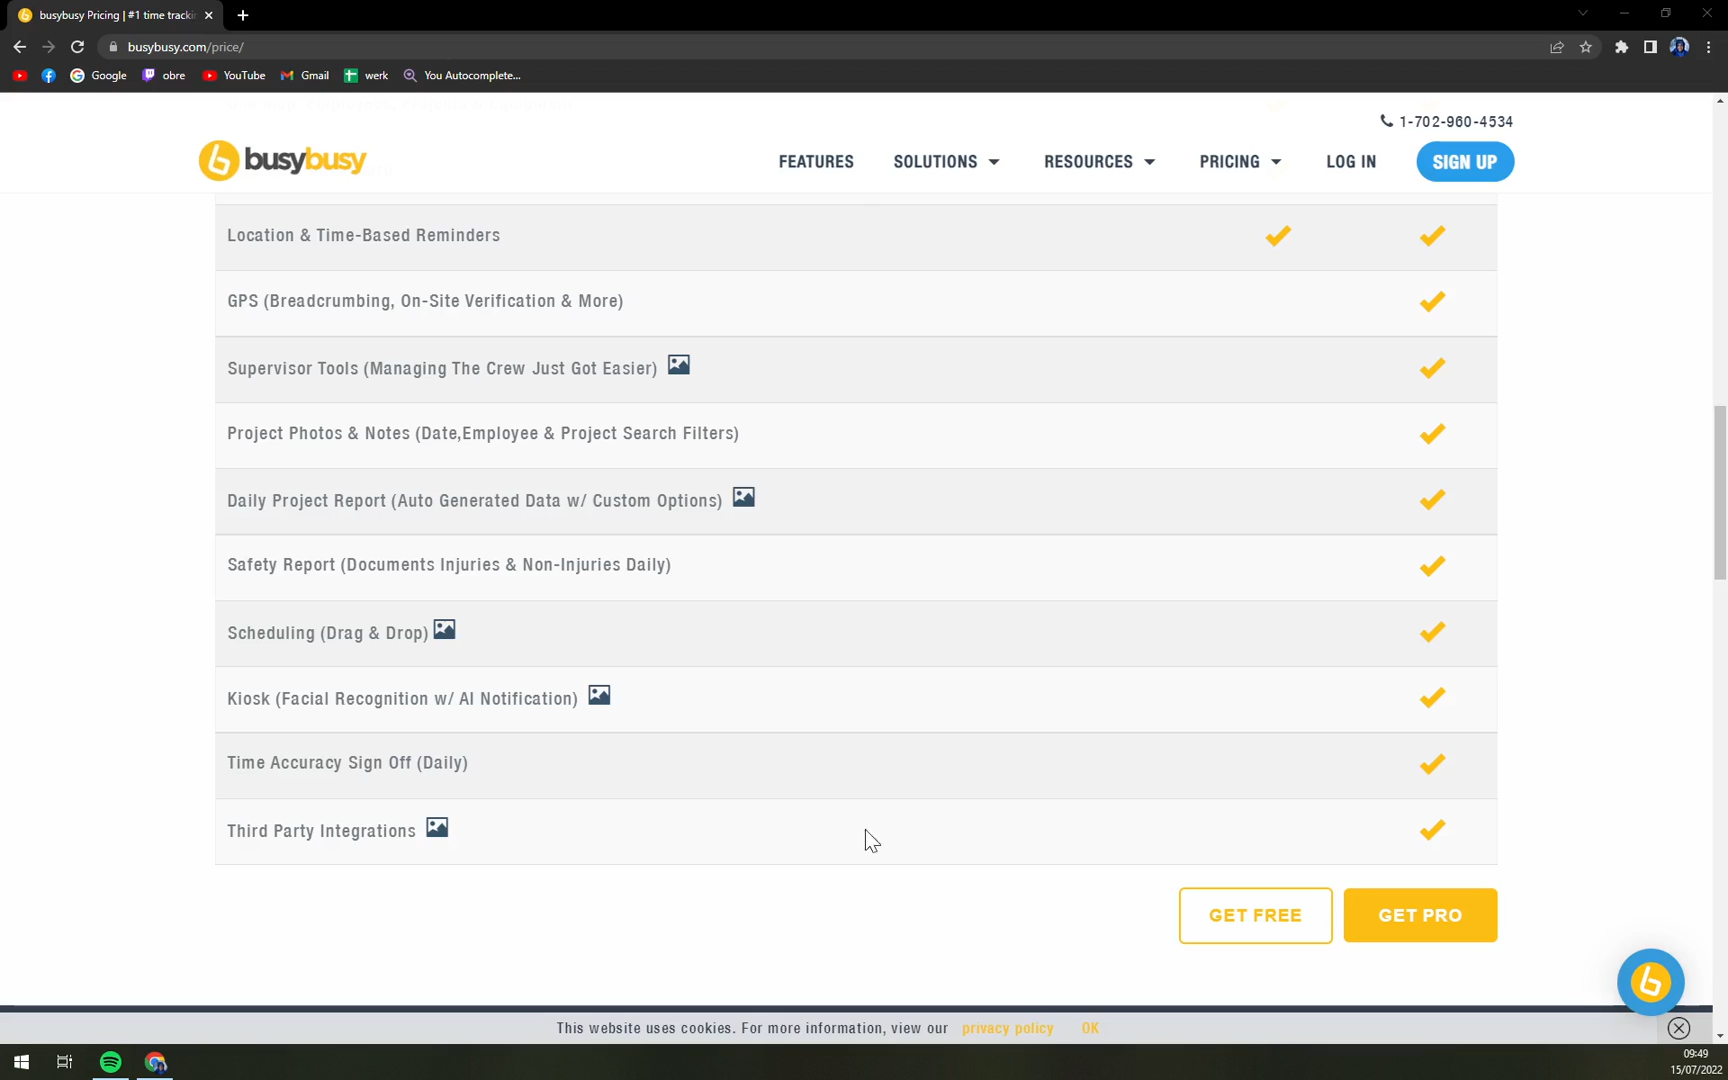 busybusy Pricing | #1 time trackin
busybusy.com/price/
Google
obre
YouTube
Gmail
werk
You Autocomplete...
1-702-960-4534
busybusy
FEATURES
SOLUTIONS
RESOURCES
PRICING
LOG IN
SIGN UP
Location & Time-Based Reminders
GPS (Breadcrumbing, On-Site Verification & More)
Supervisor Tools (Managing The Crew Just Got Easier)
Project Photos & Notes (Date,Employee & Project Search Filters)
Daily Project Report (Auto Generated Data w/ Custom Options)
Safety Report (Documents Injuries & Non-Injuries Daily)
Scheduling (Drag & Drop)
Kiosk (Facial Recognition w/ AI Notification)
Time Accuracy Sign Off (Daily)
Third Party Integrations
GET FREE
GET PRO
This website uses cookies. For more information, view our privacy policy OK
09:49
15/07/2022